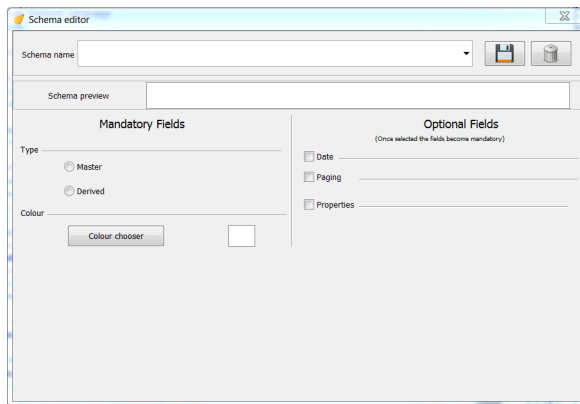 Schema editor
Schema name
Schema preview
Mandatory Fields
Type
Master
Derived
Colour
Colour chooser
Optional Fields
(Once selected the fields become mandatory)
Date
Paging
Properties